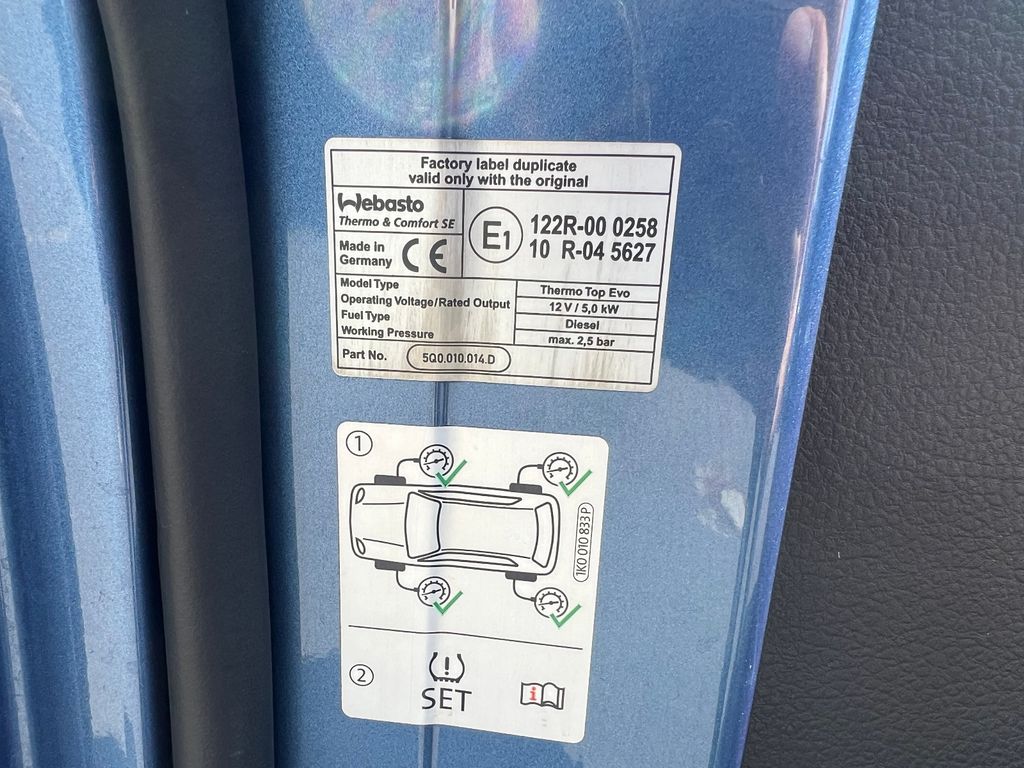 Factory label duplicate
valid only with the original
Webasto
Thermo & Comfort SE
Made in
Germany
CE
E1
122R-00 0258
10 R-04 5627
Model Type
Thermo Top Evo
Operating Voltage/Rated Output
12 V / 5,0 kW
Fuel Type
Diesel
Working Pressure
max. 2,5 bar
Part No.
5Q0.010.014.D
1
1K0 010 833 P
2
!
SET
i